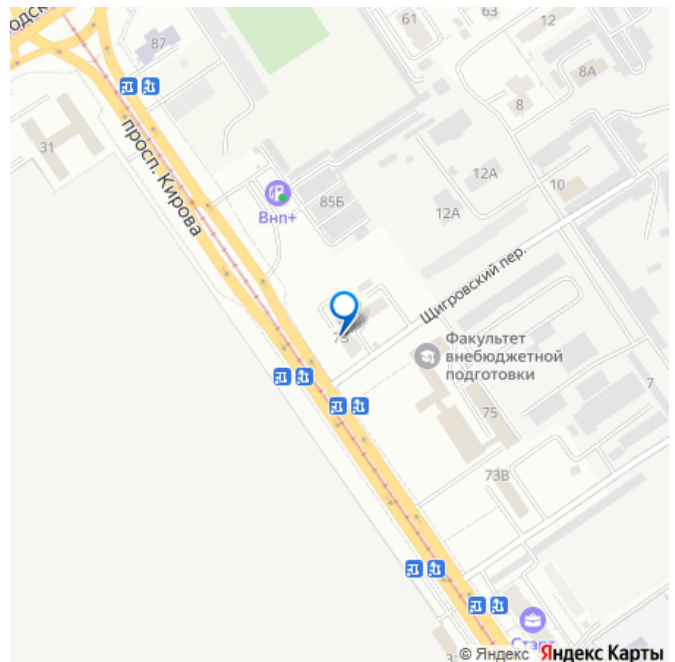 61
63
12
87
8А
8
31
просп. Кирова
12А
10
85Б
12А
Внп+
Щигровский пер.
73
Факультет
внебюджетной
подготовки
7
75
73В
Старт
© Яндекс Яндекс Карты